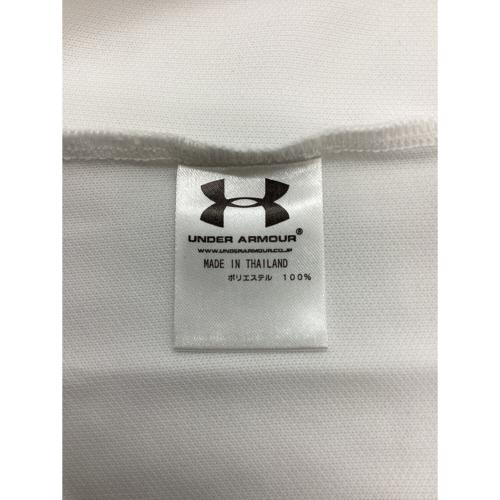 UNDER ARMOUR®
WWW.UNDERARMOUR.CO.JP
MADE IN THAILAND
ポリエステル 100%